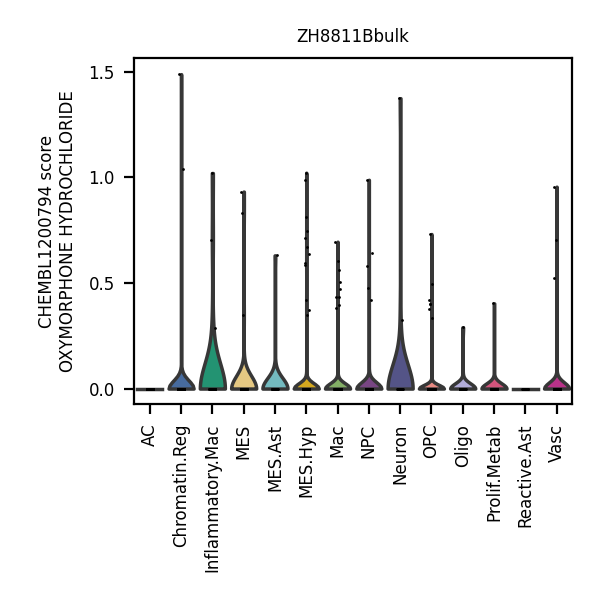 ZH8811Bbulk
CHEMBL1200794 score
OXYMORPHONE HYDROCHLORIDE
1.5
1.0
0.5
0.0
AC
Chromatin.Reg
Inflammatory.Mac
MES
MES.Ast
MES.Hyp
Mac
NPC
Neuron
OPC
Oligo
Prolif.Metab
Reactive.Ast
Vasc